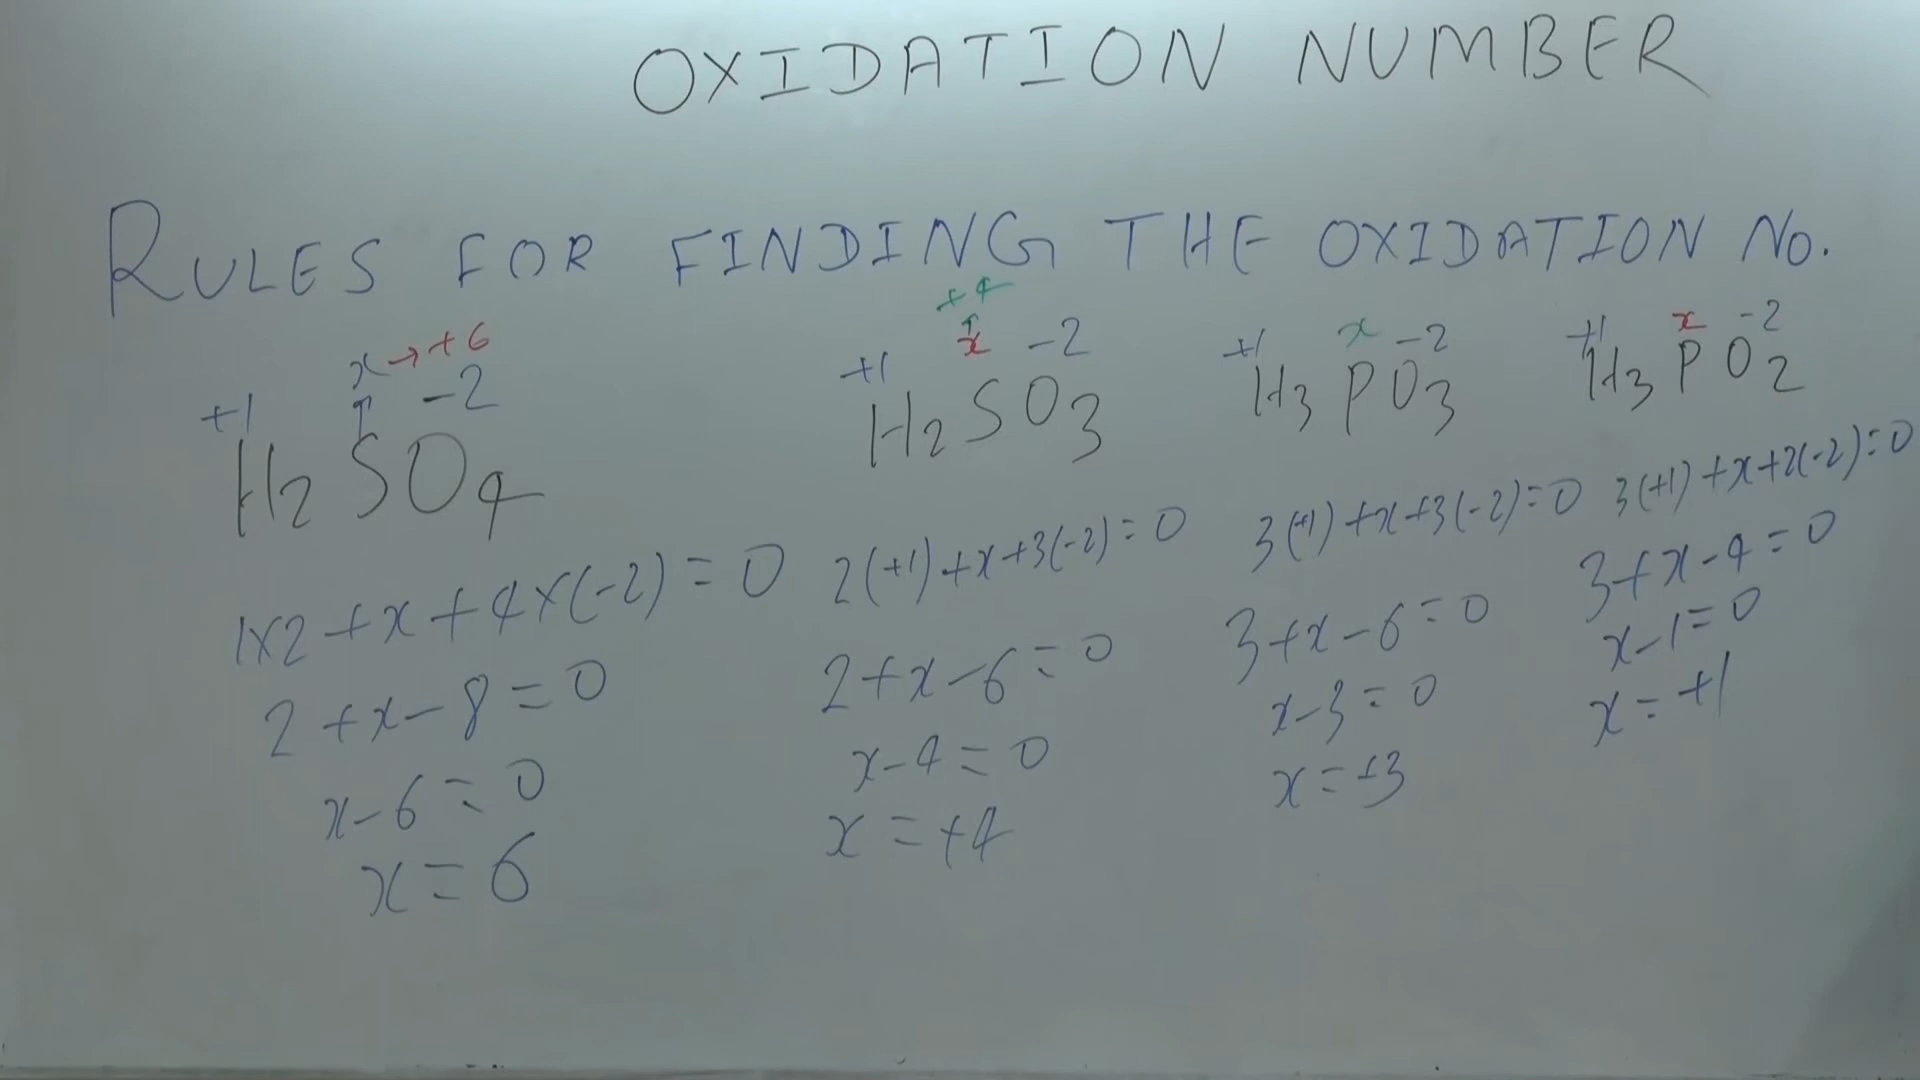 OXIDATION NUMBER
RULES FOR FINDING THE OXIDATION No.
x → +6
+1 ↑ -2
H2SO4
1x2+x+4x(-2)=0
2+x-8=0
x-6=0
x=6
+4
↑
+1 x -2
H2SO3
2(+1)+x+3(-2)=0
2+x-6=0
x-4=0
x=+4
+1 x -2
H3PO3
3(+1)+x+3(-2)=0
3+x-6=0
x-3=0
x=+3
+1 x -2
H3PO2
3(+1)+x+2(-2)=0
3+x-4=0
x-1=0
x=+1